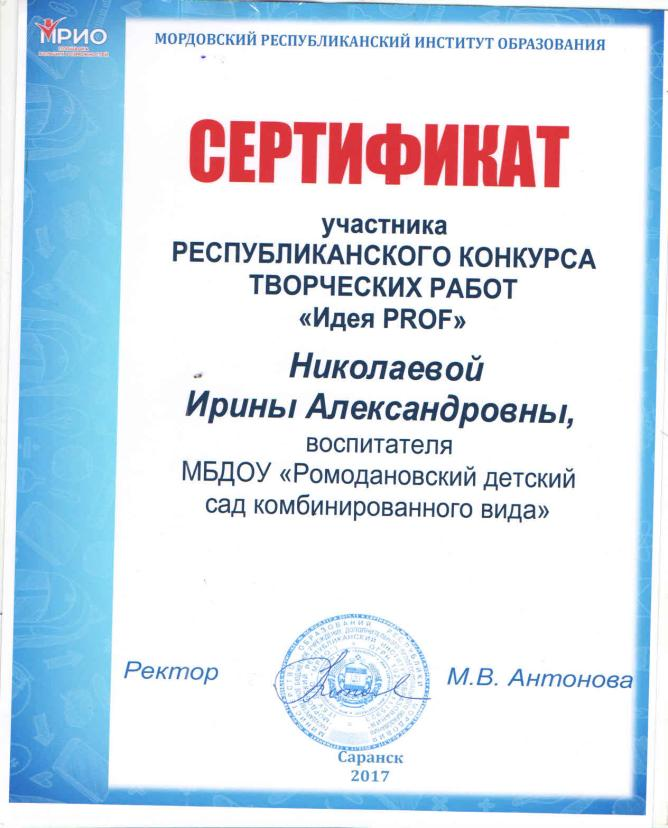 МРИО
МОРДОВСКИЙ РЕСПУБЛИКАНСКИЙ ИНСТИТУТ ОБРАЗОВАНИЯ
СЕРТИФИКАТ
участника
РЕСПУБЛИКАНСКОГО КОНКУРСА
ТВОРЧЕСКИХ РАБОТ
«Идея PROF»
Николаевой
Ирины Александровны,
воспитателя
МБДОУ «Ромодановский детский
сад комбинированного вида»
Ректор
М.В. Антонова
Саранск
2017